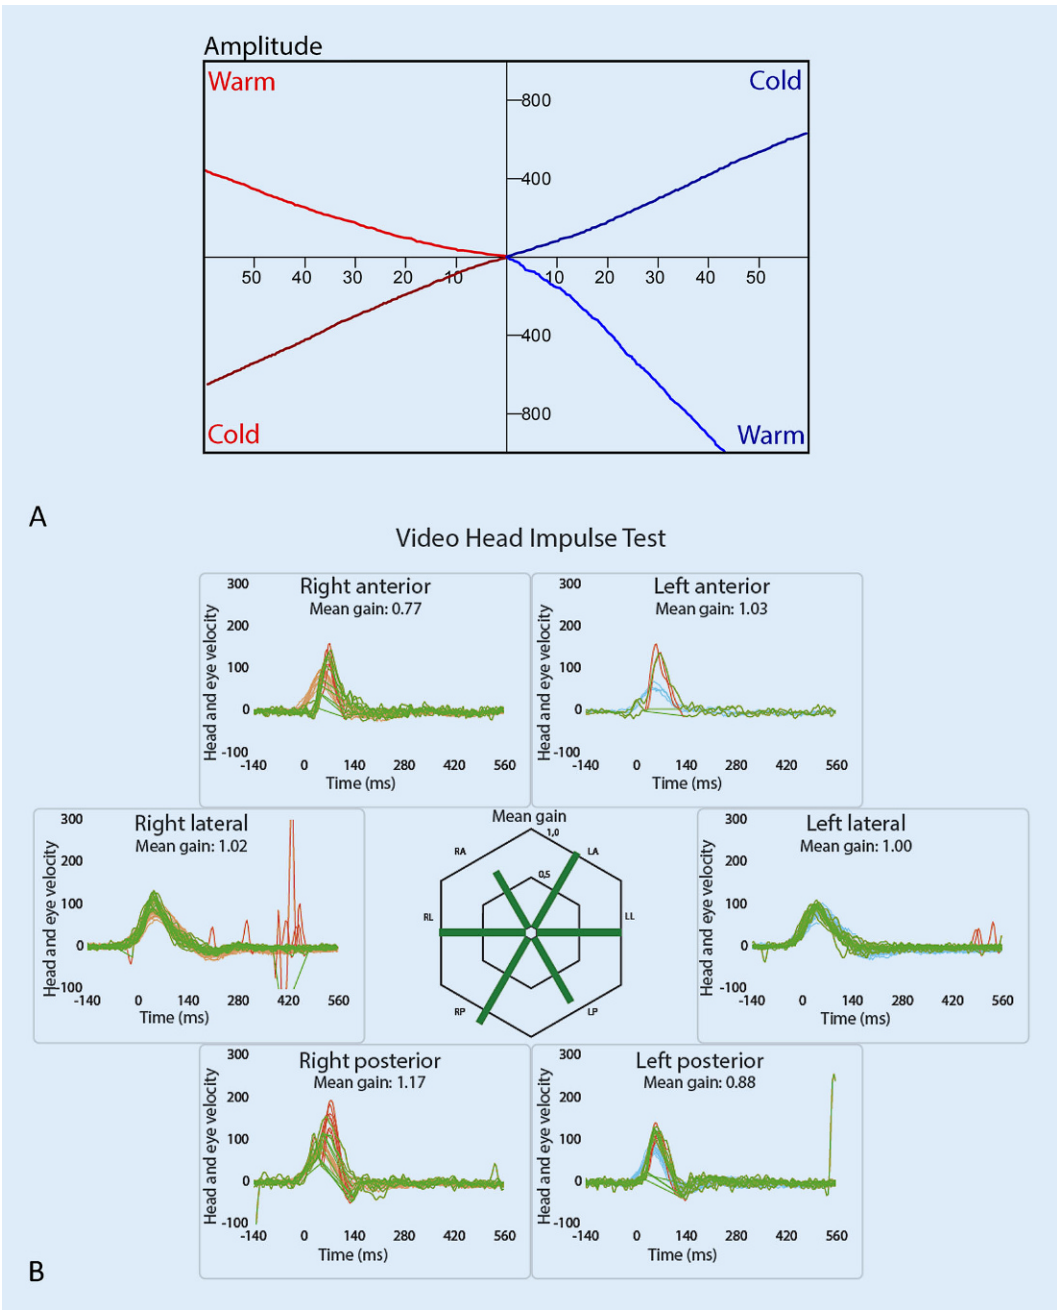 Amplitude
Warm Cold
800
400
50 40 30 20 10 10 20 30 40 50
400
800
Cold Warm
A
Video Head Impulse Test
Right anterior
Mean gain: 0.77
Head and eye velocity
300
200
100
0
-100
-140 0 140 280 420 560
Time (ms)
Left anterior
Mean gain: 1.03
Head and eye velocity
300
200
100
0
-100
-140 0 140 280 420 560
Time (ms)
Right lateral
Mean gain: 1.02
Head and eye velocity
300
200
100
0
-100
-140 0 140 280 420 560
Time (ms)
Mean gain
1,0
RA LA
0,5
RL LL
RP LP
Left lateral
Mean gain: 1.00
Head and eye velocity
300
200
100
0
-100
-140 0 140 280 420 560
Time (ms)
Right posterior
Mean gain: 1.17
Head and eye velocity
300
200
100
0
-100
-140 0 140 280 420 560
Time (ms)
Left posterior
Mean gain: 0.88
Head and eye velocity
300
200
100
0
-100
-140 0 140 280 420 560
Time (ms)
B